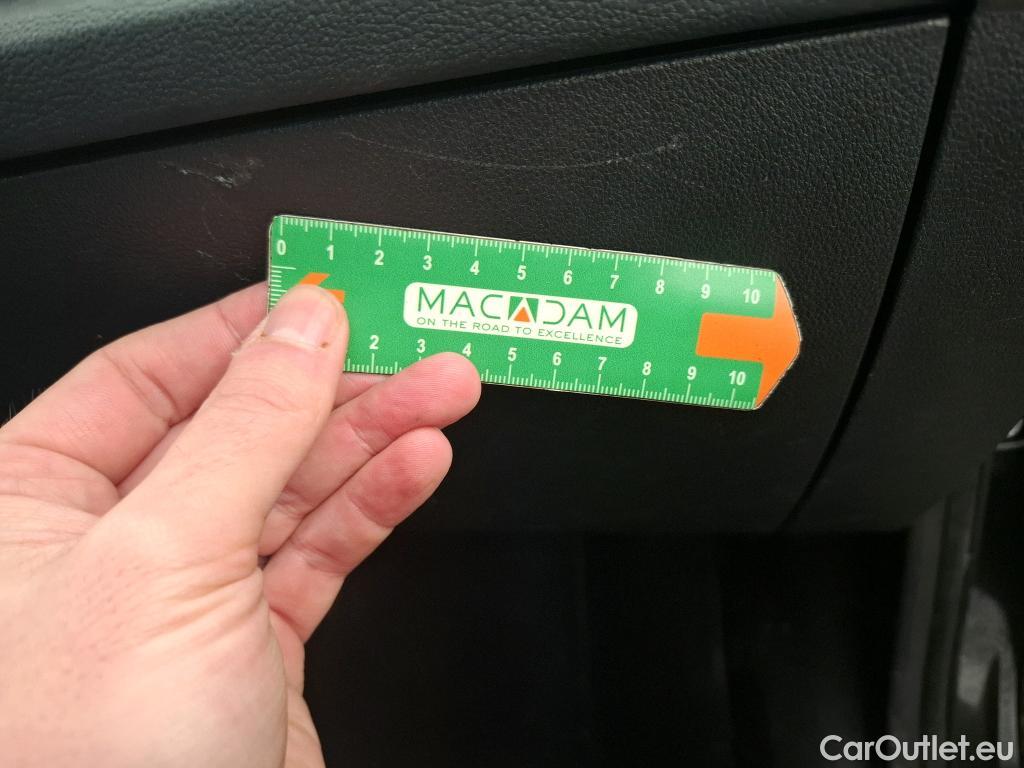 0 1 2 3 4 5 6 7 8 9 10
MACADAM
ON THE ROAD TO EXCELLENCE
2 3 4 5 6 7 8 9 10
CarOutlet.eu